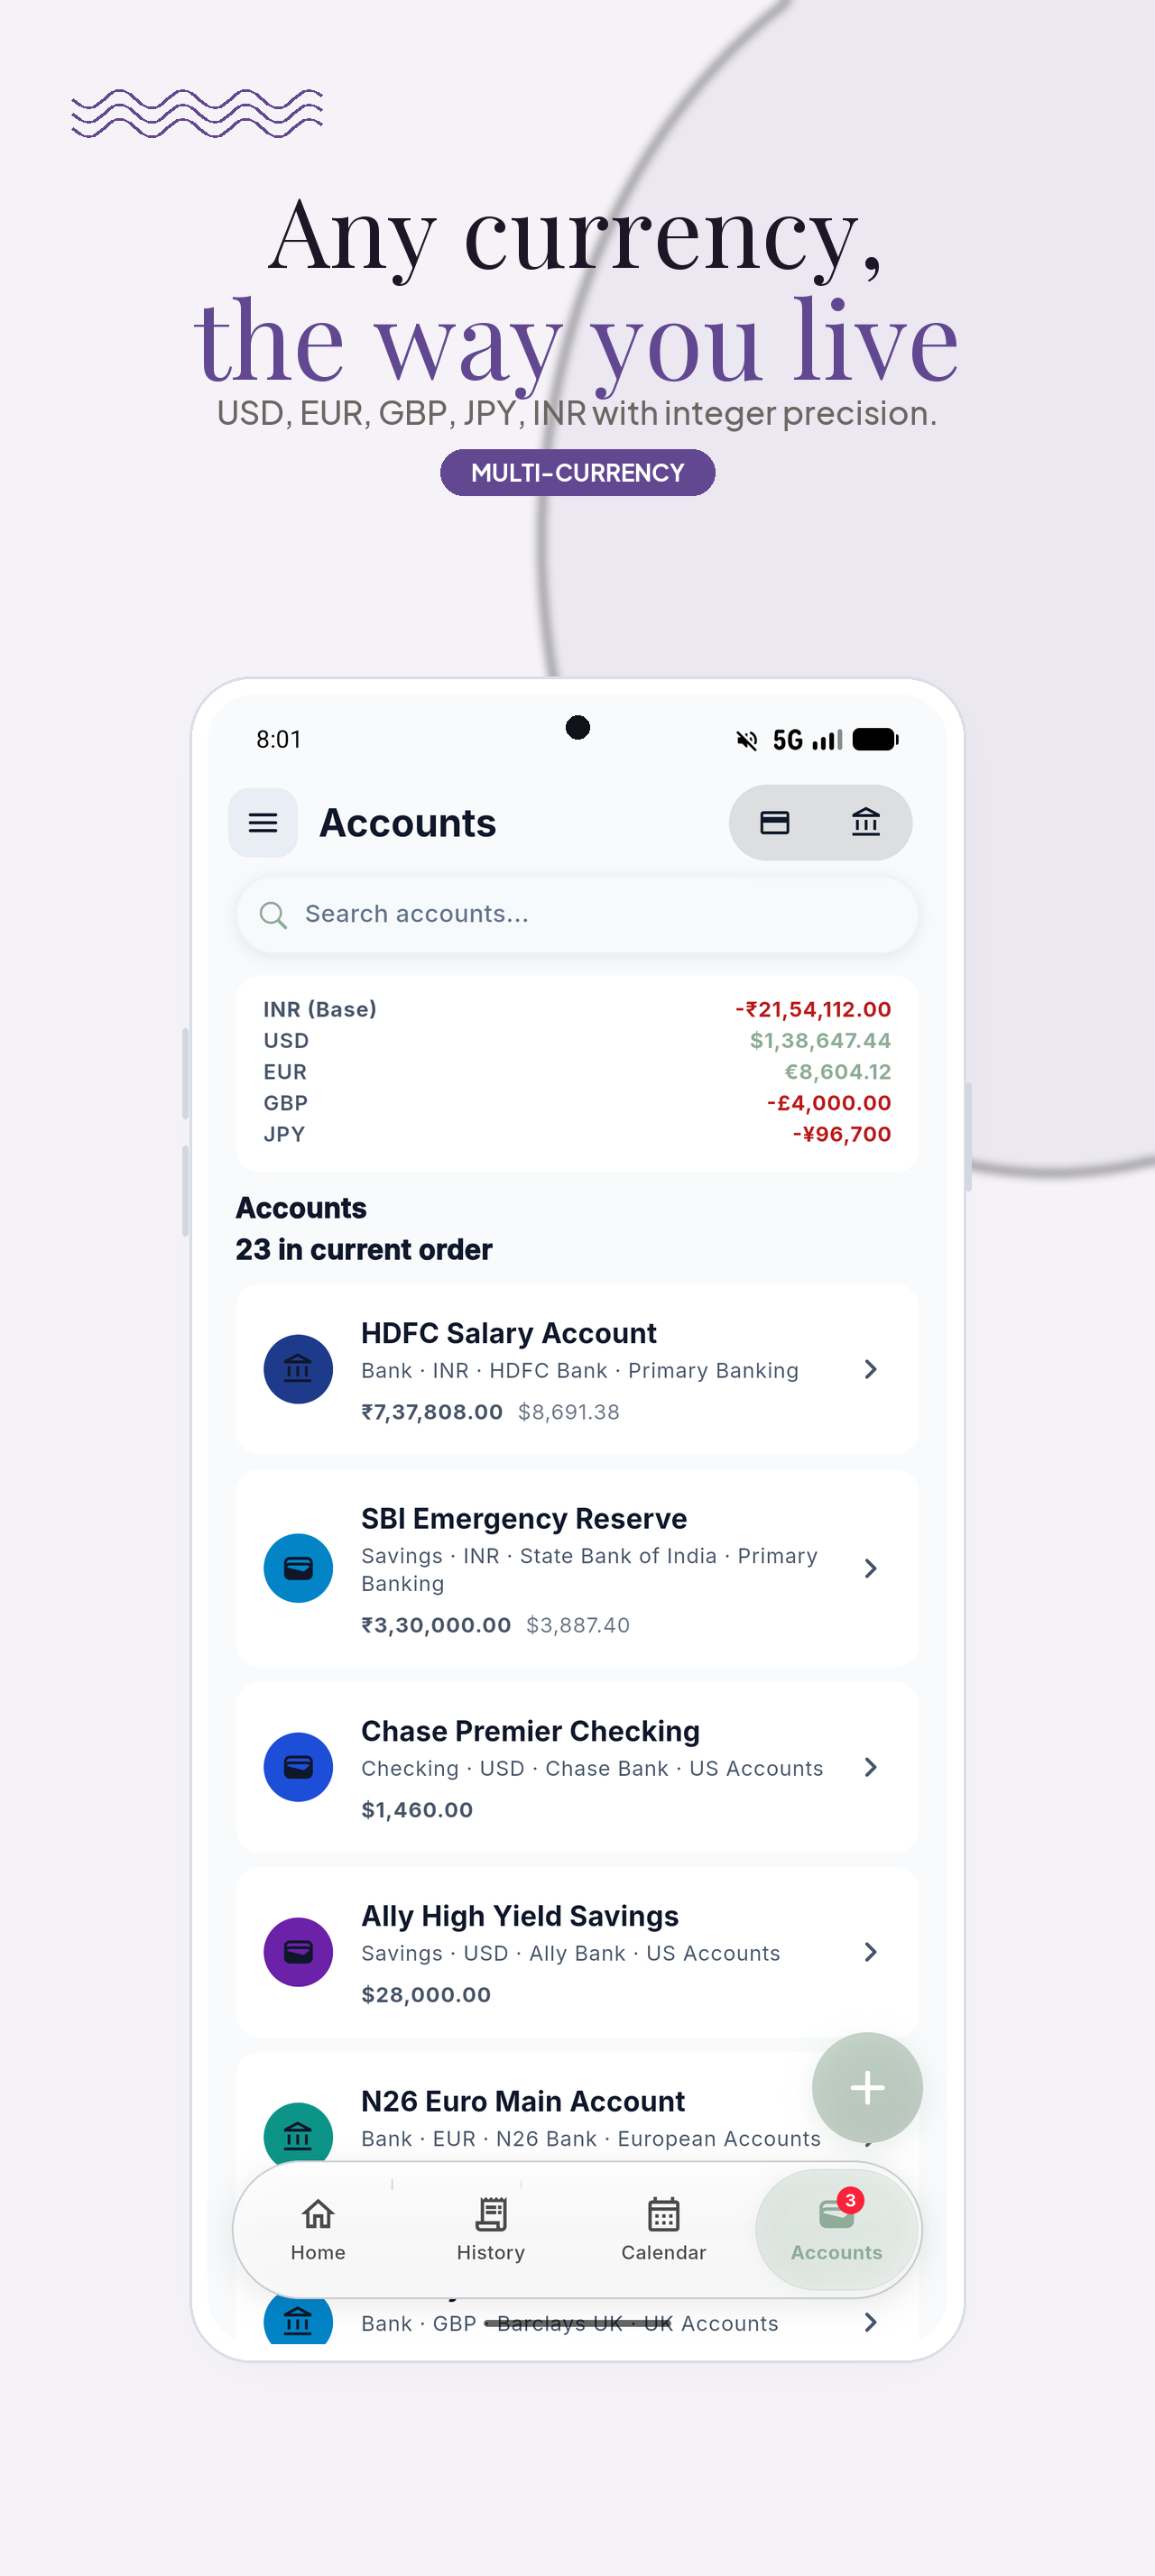 Any currency,
the way you live
USD, EUR, GBP, JPY, INR with integer precision.
MULTI-CURRENCY
8:01
5G
Accounts
Search accounts...
INR (Base) -₹21,54,112.00
USD $1,38,647.44
EUR €8,604.12
GBP -£4,000.00
JPY -¥96,700
Accounts
23 in current order
HDFC Salary Account
Bank · INR · HDFC Bank · Primary Banking
₹7,37,808.00 $8,691.38
SBI Emergency Reserve
Savings · INR · State Bank of India · Primary
Banking
₹3,30,000.00 $3,887.40
Chase Premier Checking
Checking · USD · Chase Bank · US Accounts
$1,460.00
Ally High Yield Savings
Savings · USD · Ally Bank · US Accounts
$28,000.00
N26 Euro Main Account
Bank · EUR · N26 Bank · European Accounts
3
Home History Calendar Accounts
Bank · GBP · Barclays UK · UK Accounts